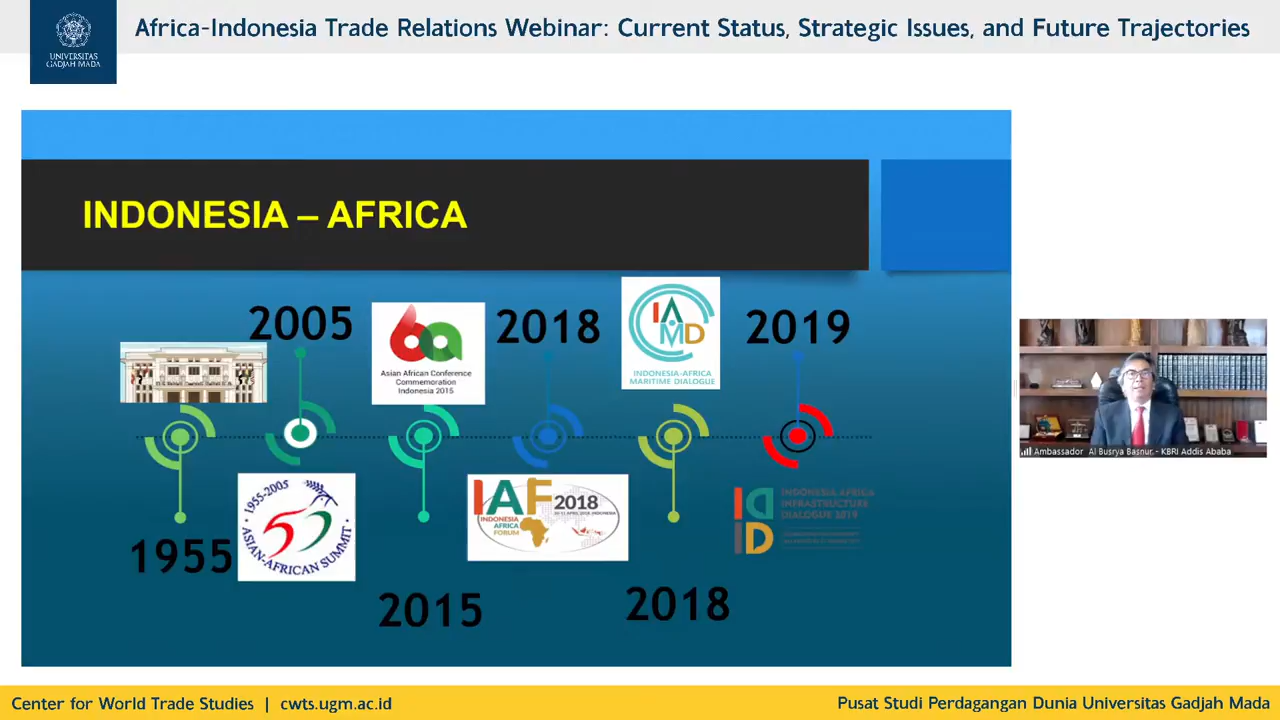 Africa-Indonesia Trade Relations Webinar: Current Status, Strategic Issues, and Future Trajectories
UNIVERSITAS
GADJAH MADA
INDONESIA – AFRICA
2005
2018
2019
60
Asian African Conference
Commemoration
Indonesia 2015
IAMD
INDONESIA-AFRICA
MARITIME DIALOGUE
1955
1955-2005
50
ASIAN-AFRICAN SUMMIT
2015
IAF 2018
INDONESIA
AFRICA
FORUM
2018
IAID
INDONESIA AFRICA
INFRASTRUCTURE
DIALOGUE 2019
Ambassador Al Busyra Basnur - KBRI Addis Ababa
Center for World Trade Studies | cwts.ugm.ac.id
Pusat Studi Perdagangan Dunia Universitas Gadjah Mada